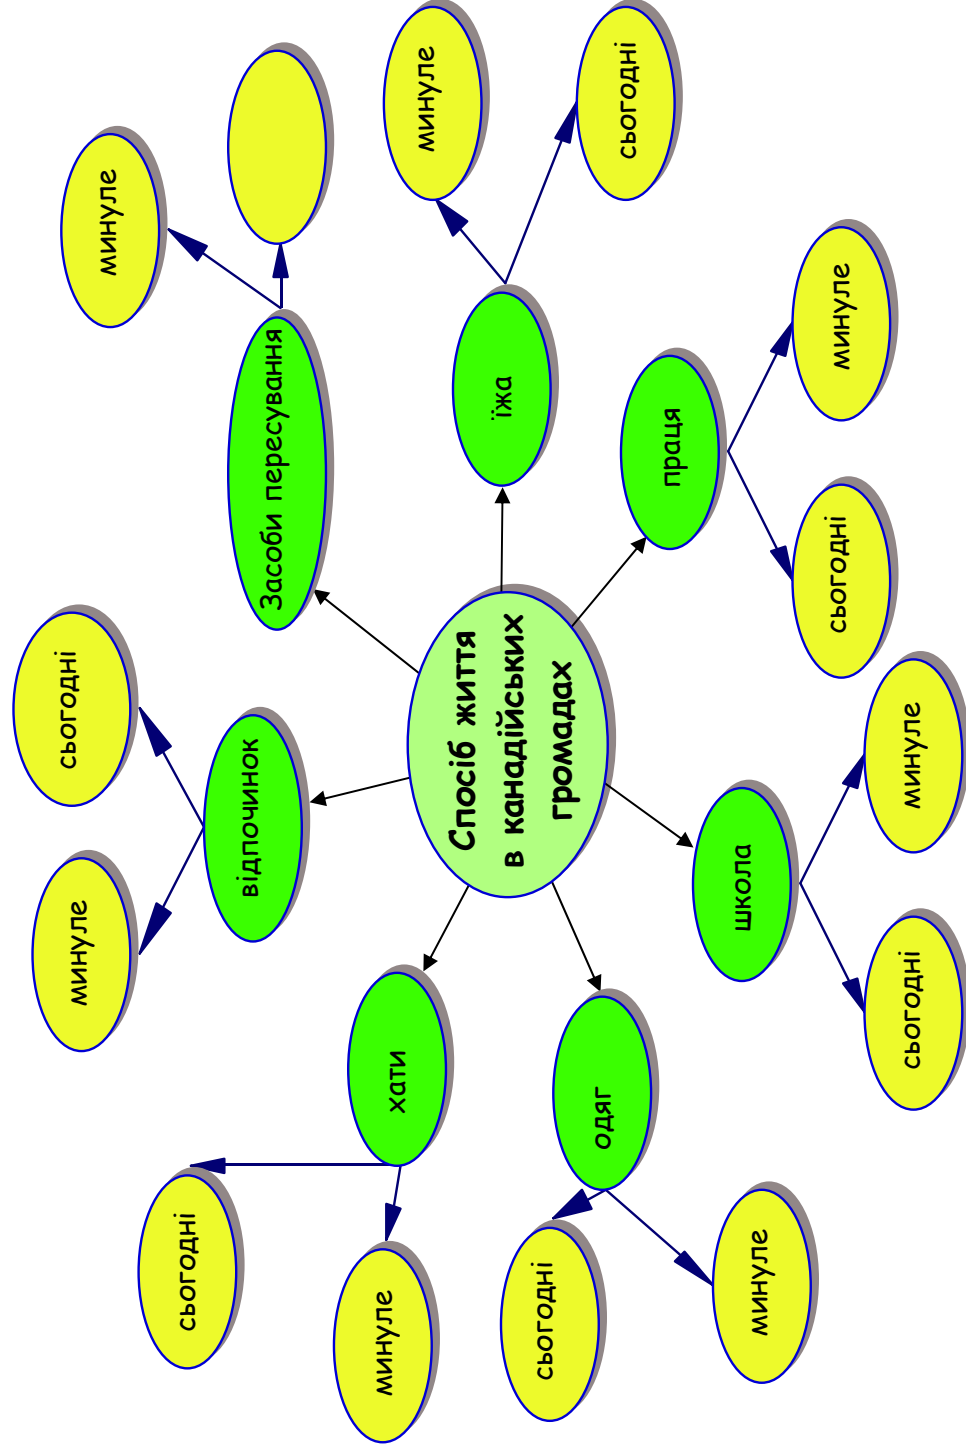 Спосіб життя
в канадійських
громадах
Засоби пересування
минуле
їжа
минуле
сьогодні
праця
сьогодні
минуле
школа
сьогодні
минуле
одяг
сьогодні
минуле
хати
сьогодні
минуле
відпочинок
минуле
сьогодні